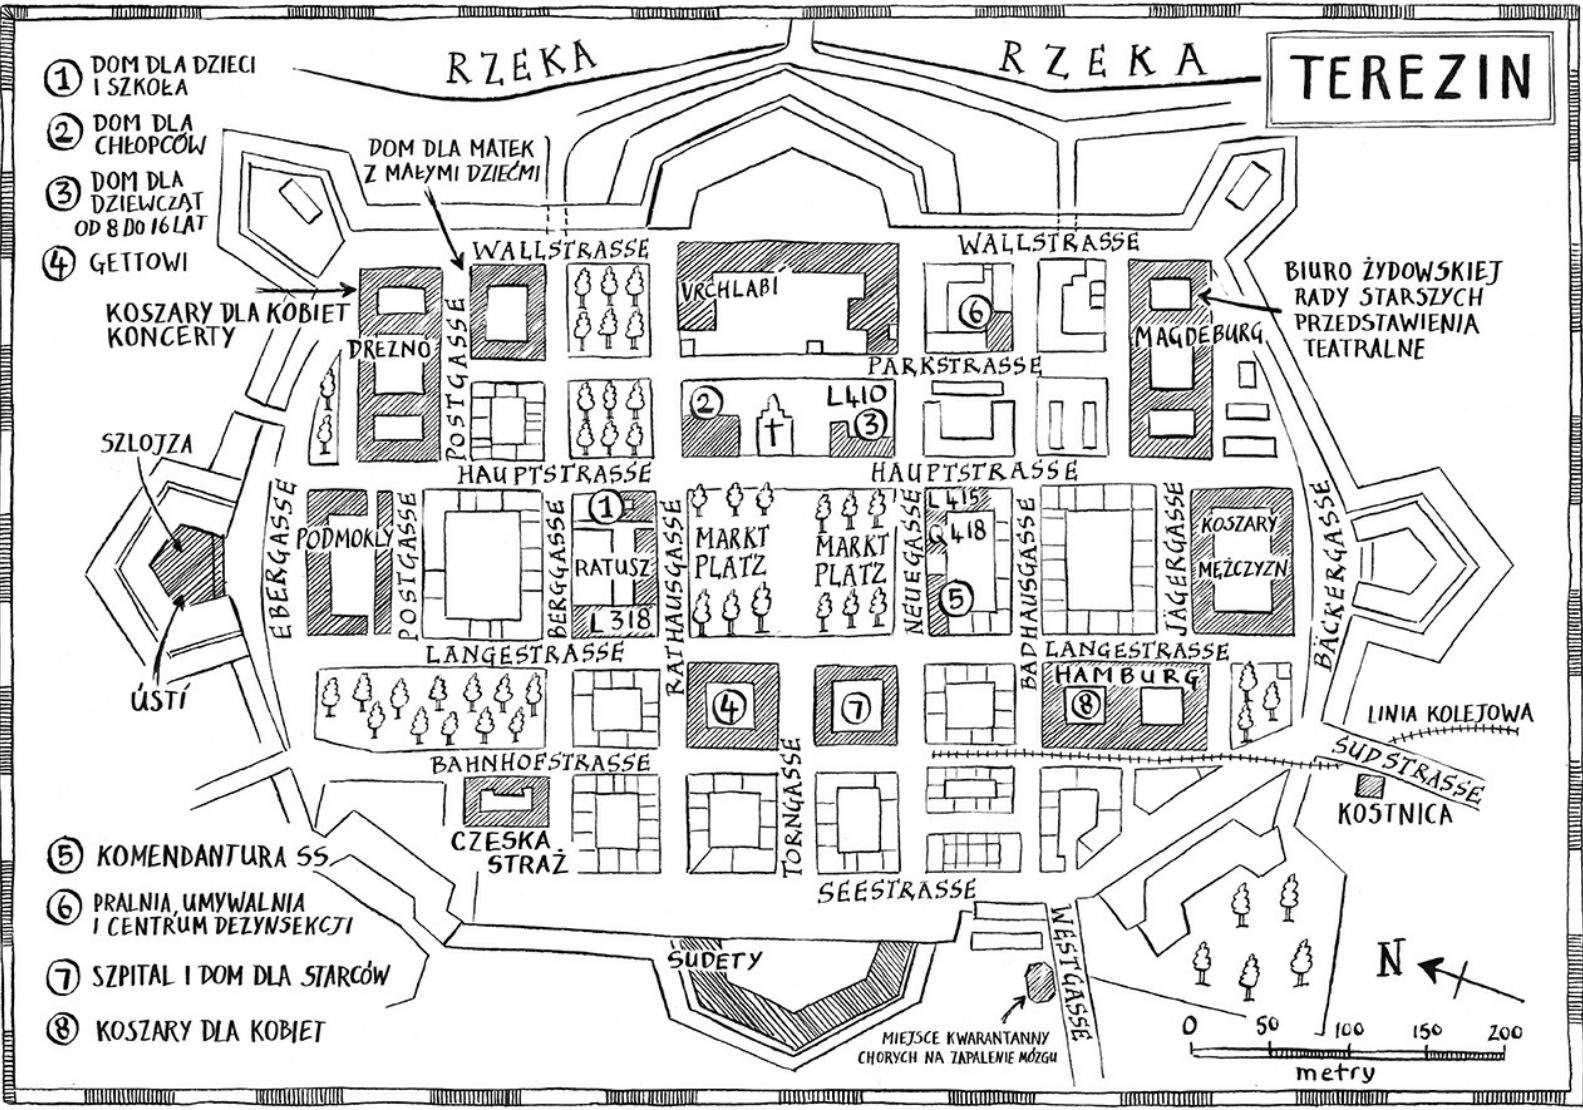 RZEKA
RZEKA
TEREZIN
1 DOM DLA DZIECI
I SZKOŁA
2 DOM DLA
CHŁOPCÓW
3 DOM DLA
DZIEWCZĄT
OD 8 DO 16 LAT
4 GETTOWI
DOM DLA MATEK
Z MAŁYMI DZIEĆMI
KOSZARY DLA KOBIET
KONCERTY
WALLSTRASSE
WALLSTRASSE
BIURO ŻYDOWSKIEJ
RADY STARSZYCH
PRZEDSTAWIENIA
TEATRALNE
VRCHLABÍ
6
DREZNO
POSTGASSE
MAGDEBURG
PARKSTRASSE
2
L410
3
SZLOJZA
HAUPTSTRASSE
HAUPTSTRASSE
EBERGASSE
PODMOKLY
POSTGASSE
BERGGASSE
1
RATUSZ
L318
RATHAUSGASSE
MARKT
PLATZ
MARKT
PLATZ
NEUEGASSE
L415
Q418
5
BADHAUSGASSE
JÄGERGASSE
KOSZARY
MĘŻCZYZN
BÄCKERGASSE
ÚSTÍ
LANGESTRASSE
LANGESTRASSE
4
7
HAMBURG
8
LINIA KOLEJOWA
SUDSTRASSE
KOSTNICA
BAHNHOFSTRASSE
CZESKA
STRAŻ
TORNGASSE
SEESTRASSE
WESTGASSE
SUDETY
MIEJSCE KWARANTANNY
CHORYCH NA ZAPALENIE MÓZGU
5 KOMENDANTURA SS
6 PRALNIA, UMYWALNIA
I CENTRUM DEZYNSEKCJI
7 SZPITAL I DOM DLA STARCÓW
8 KOSZARY DLA KOBIET
N
0 50 100 150 200
metry